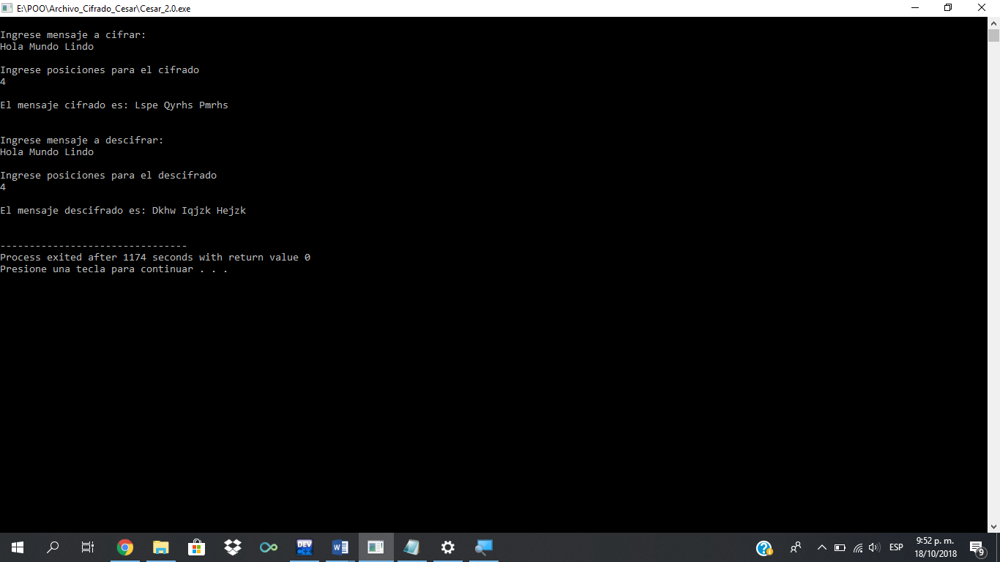 E:\POO\Archivo_Cifrado_Cesar\Cesar_2.0.exe
Ingrese mensaje a cifrar:
Hola Mundo Lindo
Ingrese posiciones para el cifrado
4
El mensaje cifrado es: Lspe Qyrhs Pmrhs
Ingrese mensaje a descifrar:
Hola Mundo Lindo
Ingrese posiciones para el descifrado
4
El mensaje descifrado es: Dkhw Iqjzk Hejzk
--------------------------------
Process exited after 1174 seconds with return value 0
Presione una tecla para continuar . . .
DEV
W
ESP
9:52 p. m.
18/10/2018
9